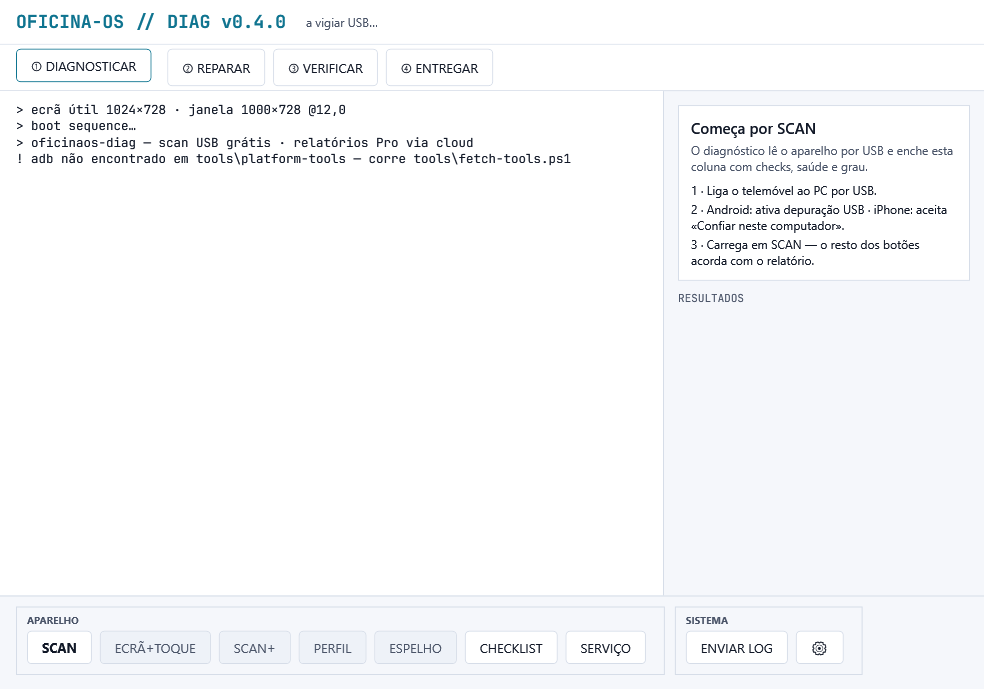 OFICINA-OS // DIAG v0.4.0 a vigiar USB...
① DIAGNOSTICAR ② REPARAR ③ VERIFICAR ④ ENTREGAR
> ecrã útil 1024×728 · janela 1000×728 @12,0
> boot sequence…
> oficinaos-diag — scan USB grátis · relatórios Pro via cloud
! adb não encontrado em tools\platform-tools — corre tools\fetch-tools.ps1
Começa por SCAN
O diagnóstico lê o aparelho por USB e enche esta
coluna com checks, saúde e grau.
1 · Liga o telemóvel ao PC por USB.
2 · Android: ativa depuração USB · iPhone: aceita
«Confiar neste computador».
3 · Carrega em SCAN — o resto dos botões
acorda com o relatório.
RESULTADOS
APARELHO
SCAN ECRÃ+TOQUE SCAN+ PERFIL ESPELHO CHECKLIST SERVIÇO
SISTEMA
ENVIAR LOG